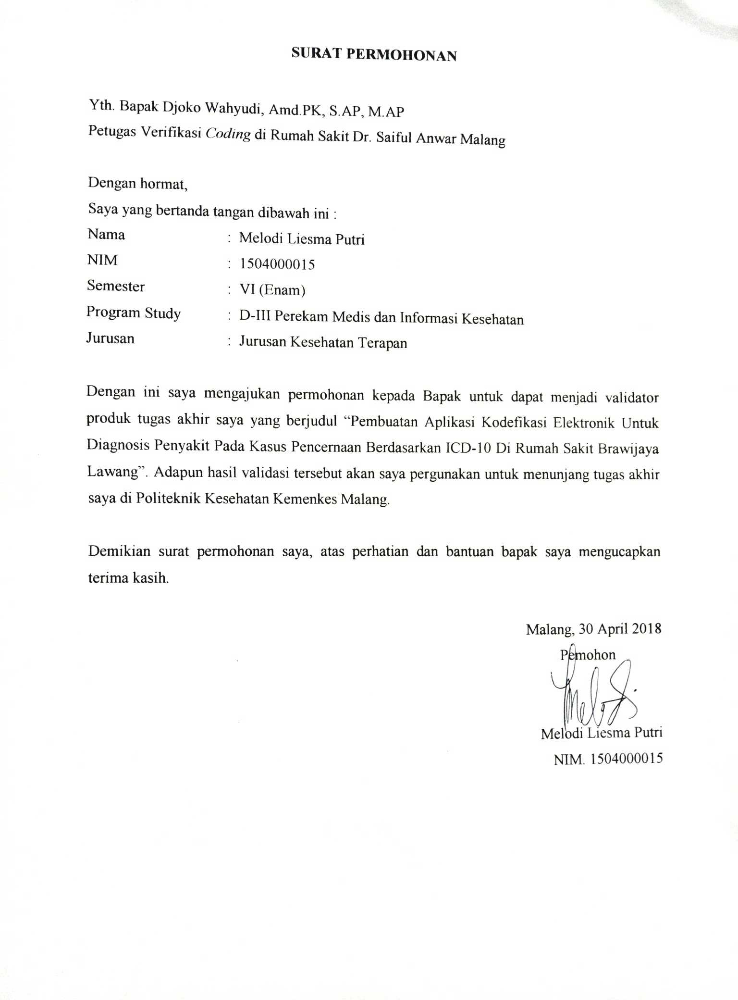 SURAT PERMOHONAN
Yth. Bapak Djoko Wahyudi, Amd.PK, S.AP, M.AP
Petugas Verifikasi Coding di Rumah Sakit Dr. Saiful Anwar Malang
Dengan hormat,
Saya yang bertanda tangan dibawah ini :
Nama : Melodi Liesma Putri
NIM : 1504000015
Semester : VI (Enam)
Program Study : D-III Perekam Medis dan Informasi Kesehatan
Jurusan : Jurusan Kesehatan Terapan
Dengan ini saya mengajukan permohonan kepada Bapak untuk dapat menjadi validator
produk tugas akhir saya yang berjudul “Pembuatan Aplikasi Kodefikasi Elektronik Untuk
Diagnosis Penyakit Pada Kasus Pencernaan Berdasarkan ICD-10 Di Rumah Sakit Brawijaya
Lawang”. Adapun hasil validasi tersebut akan saya pergunakan untuk menunjang tugas akhir
saya di Politeknik Kesehatan Kemenkes Malang.
Demikian surat permohonan saya, atas perhatian dan bantuan bapak saya mengucapkan
terima kasih.
Malang, 30 April 2018
Pemohon
Melodi
Melodi Liesma Putri
NIM. 1504000015